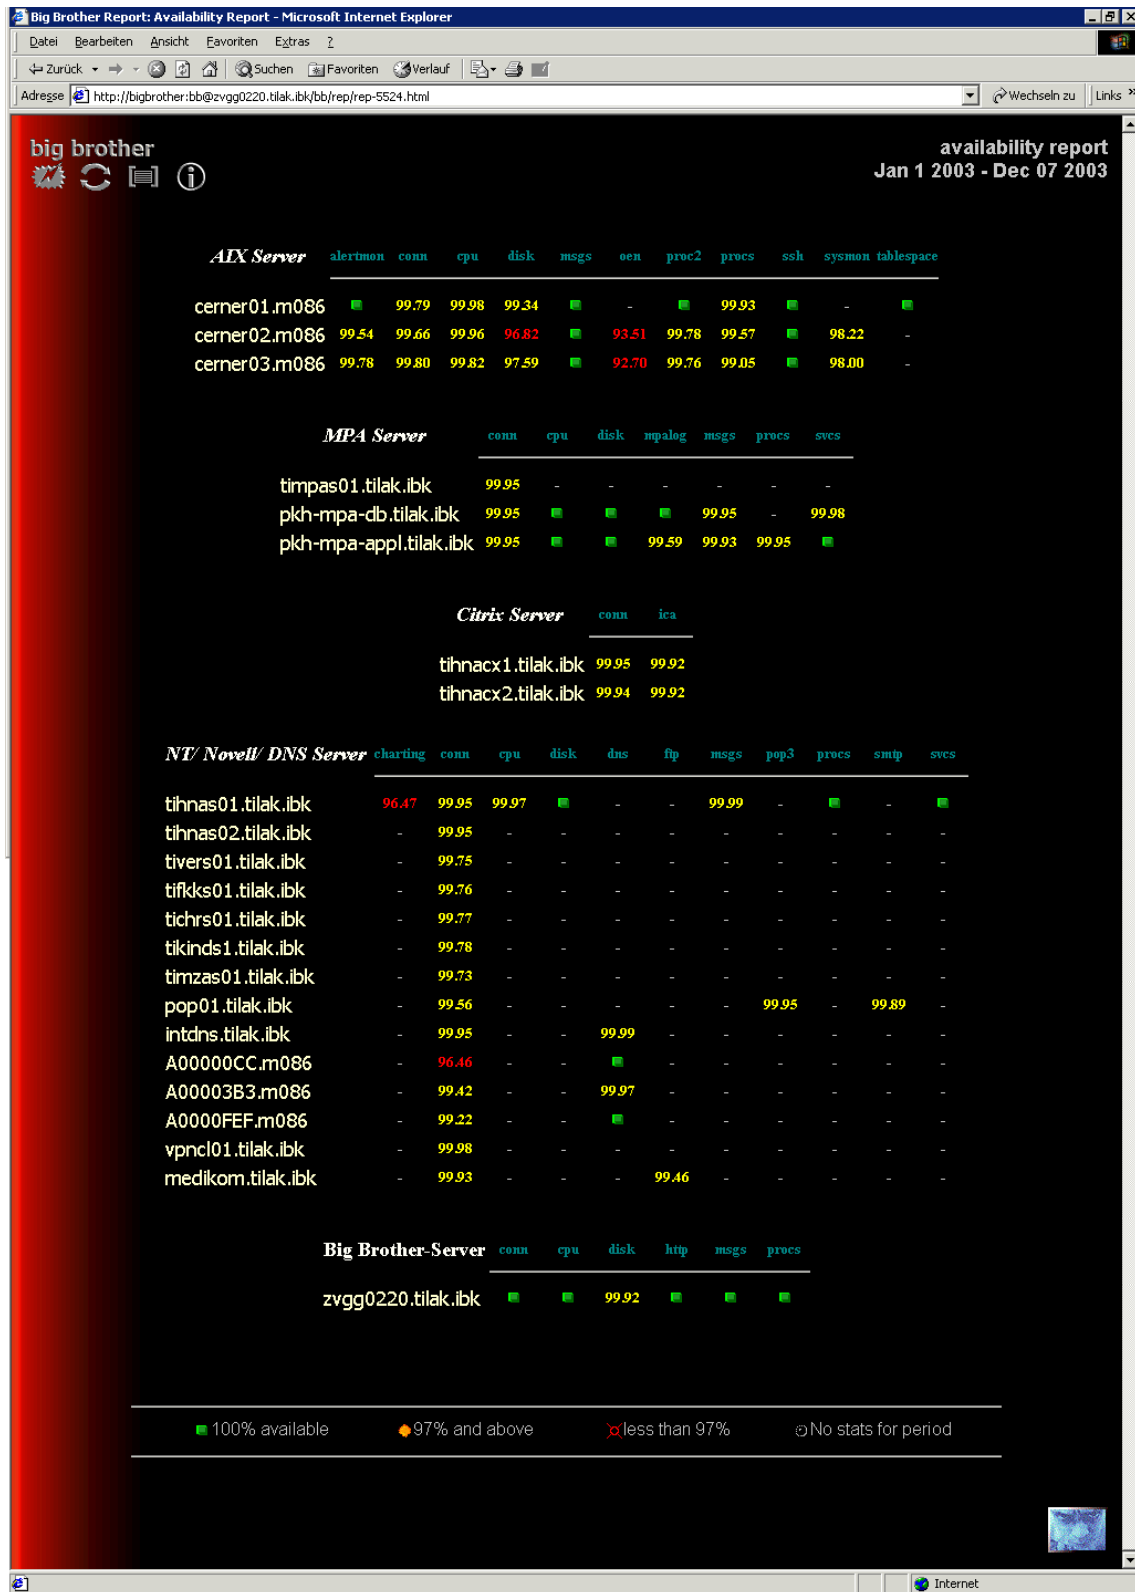 Big Brother Report: Availability Report - Microsoft Internet Explorer
Datei Bearbeiten Ansicht Favoriten Extras ?
Zurück Suchen Favoriten Verlauf
Adresse http://bigbrother:bb@zvgg0220.tilak.ibk/bb/rep/rep-5524.html Wechseln zu Links »
big brother
availability report
Jan 1 2003 - Dec 07 2003
AIX Server alertmon conn cpu disk msgs oen proc2 procs ssh sysmon tablespace
cerner01.m086 99.79 99.98 99.34 - 99.93 -
cerner02.m086 99.54 99.66 99.96 96.82 93.51 99.78 99.57 98.22 -
cerner03.m086 99.78 99.80 99.82 97.59 92.70 99.76 99.05 98.00 -
MPA Server conn cpu disk mpalog msgs procs svcs
timpas01.tilak.ibk 99.95 - - - - - -
pkh-mpa-db.tilak.ibk 99.95 99.95 - 99.98
pkh-mpa-appl.tilak.ibk 99.95 99.59 99.93 99.95
Citrix Server conn ica
tihnacx1.tilak.ibk 99.95 99.92
tihnacx2.tilak.ibk 99.94 99.92
NT/ Novell/ DNS Server charting conn cpu disk dns ftp msgs pop3 procs smtp svcs
tihnas01.tilak.ibk 96.47 99.95 99.97 - - 99.99 - -
tihnas02.tilak.ibk - 99.95 - - - - - - - - -
tivers01.tilak.ibk - 99.75 - - - - - - - - -
tifkks01.tilak.ibk - 99.76 - - - - - - - - -
tichrs01.tilak.ibk - 99.77 - - - - - - - - -
tikinds1.tilak.ibk - 99.78 - - - - - - - - -
timzas01.tilak.ibk - 99.73 - - - - - - - - -
pop01.tilak.ibk - 99.56 - - - - - 99.95 - 99.89 -
intdns.tilak.ibk - 99.95 - - 99.99 - - - - - -
A00000CC.m086 - 96.46 - - - - - - - -
A00003B3.m086 - 99.42 - - 99.97 - - - - - -
A0000FEF.m086 - 99.22 - - - - - - - -
vpncl01.tilak.ibk - 99.98 - - - - - - - - -
medikom.tilak.ibk - 99.93 - - - 99.46 - - - - -
Big Brother-Server conn cpu disk http msgs procs
zvgg0220.tilak.ibk 99.92
100% available 97% and above less than 97% No stats for period
Internet